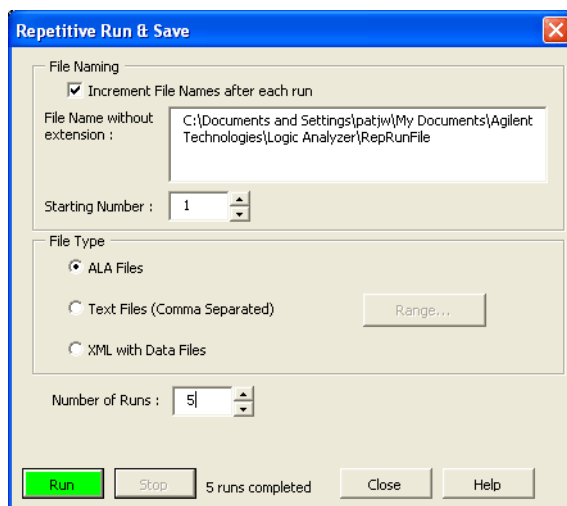 Repetitive Run & Save
File Naming
Increment File Names after each run
File Name without
extension :
C:\Documents and Settings\patjw\My Documents\Agilent
Technologies\Logic Analyzer\RepRunFile
Starting Number :
1
File Type
ALA Files
Text Files (Comma Separated)
Range...
XML with Data Files
Number of Runs :
5
Run
Stop
5 runs completed
Close
Help